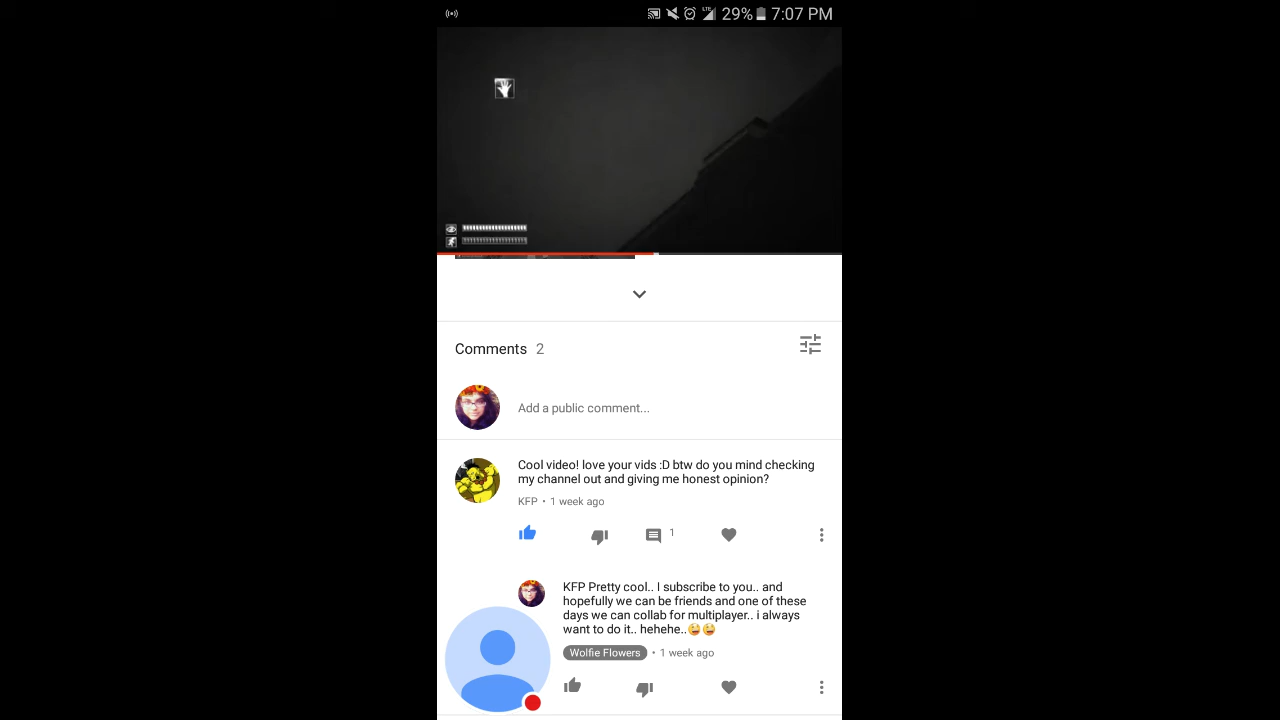 LTE 29% 7:07 PM
Comments 2
Add a public comment...
Cool video! love your vids :D btw do you mind checking
my channel out and giving me honest opinion?
KFP • 1 week ago
1
KFP Pretty cool.. I subscribe to you.. and
hopefully we can be friends and one of these
days we can collab for multiplayer.. i always
want to do it.. hehehe..😅😅
Wolfie Flowers • 1 week ago